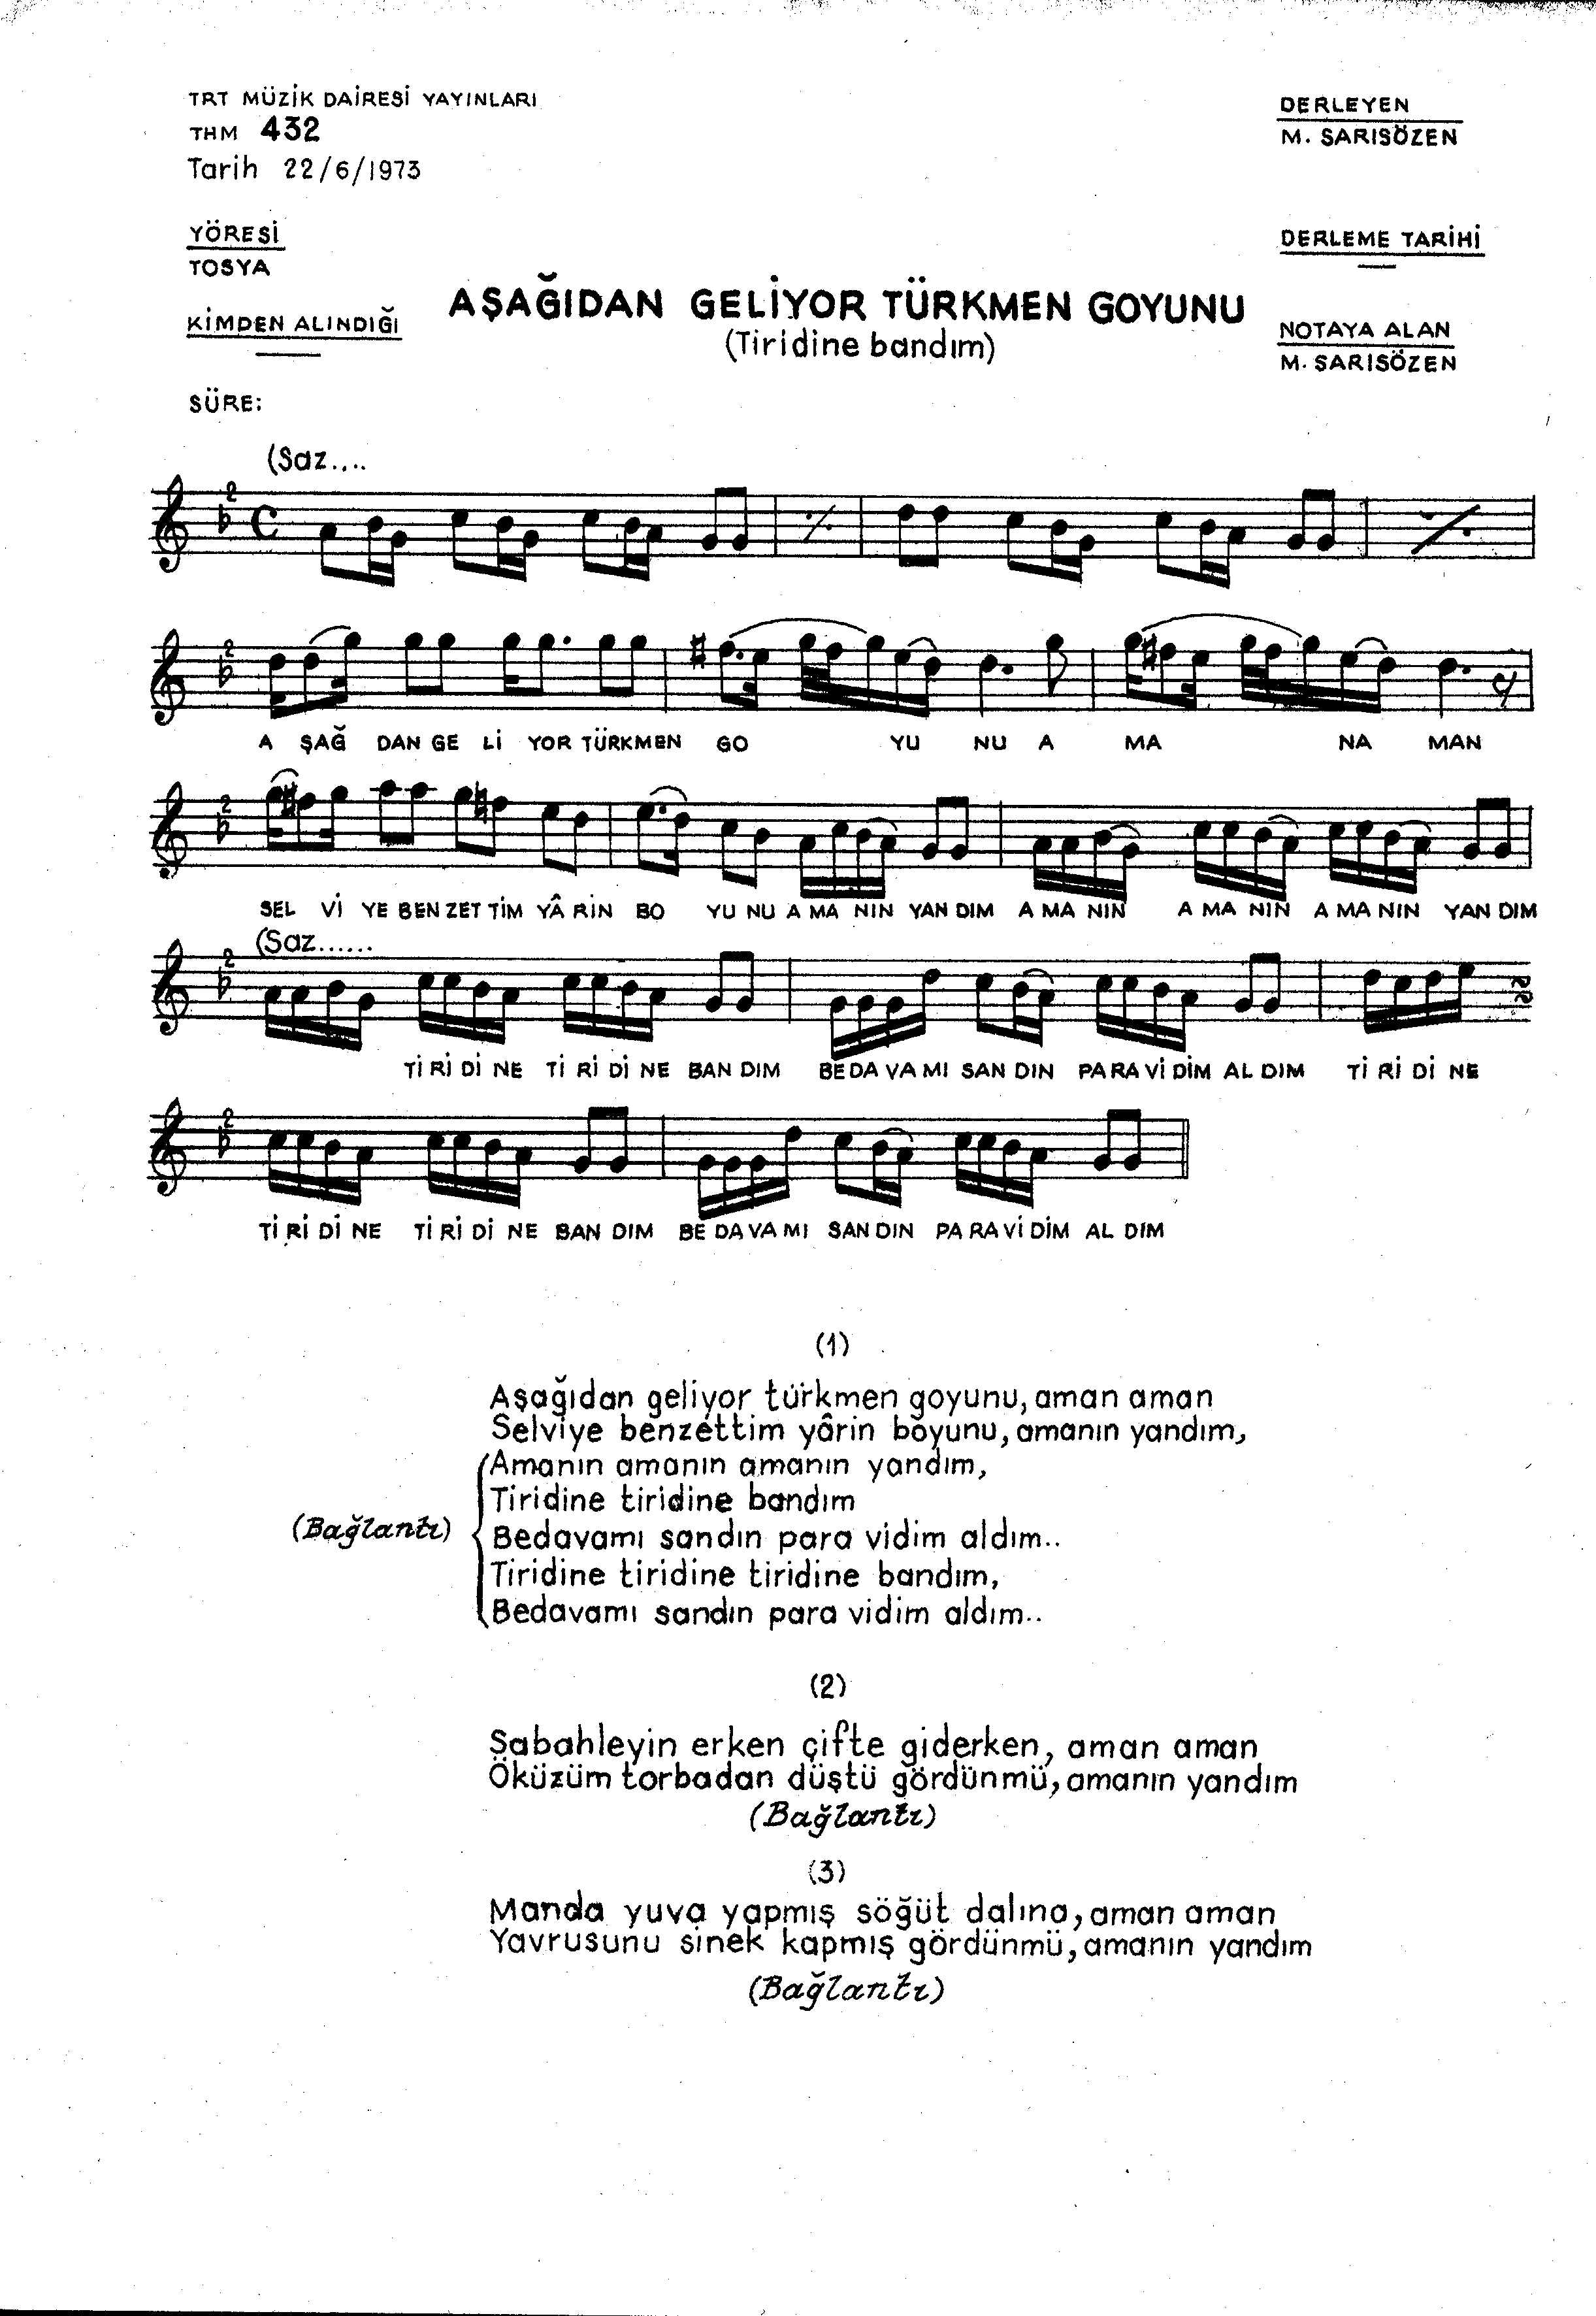 TRT MÜZİK DAİRESİ YAYINLARI
THM 432
Tarih 22/6/1973
DERLEYEN
M. SARISÖZEN
YÖRESİ
TOSYA
DERLEME TARİHİ
KİMDEN ALINDIĞI
AŞAĞIDAN GELİYOR TÜRKMEN GOYUNU
(Tiridine bandım)
NOTAYA ALAN
M. SARISÖZEN
SÜRE:
(Saz....
A ŞAĞ DAN GE Lİ YOR TÜRKMEN GO YU NU A MA NA MAN
SEL Vİ YE BEN ZET TİM YÂ RİN BO YU NU A MA NIN YAN DIM A MA NIN A MA NIN A MA NIN YAN DIM
(Saz......
Tİ Rİ Dİ NE Tİ Rİ Dİ NE BAN DIM BE DA VA MI SAN DIN PA RA Vİ DİM AL DIM Tİ Rİ Dİ NE
Tİ Rİ Dİ NE Tİ Rİ Dİ NE BAN DIM BE DA VA MI SAN DIN PA RA Vİ DİM AL DIM
(1)
Aşağıdan geliyor türkmen goyunu, aman aman
Selviye benzettim yârin boyunu, amanın yandım,
Amanın amanın amanın yandım,
Tiridine tiridine bandım
(Bağlantı)
Bedavamı sandın para vidim aldım..
Tiridine tiridine tiridine bandım,
Bedavamı sandın para vidim aldım..
(2)
Sabahleyin erken çifte giderken, aman aman
Öküzüm torbadan düştü gördünmü, amanın yandım
(Bağlantı)
(3)
Manda yuva yapmış söğüt dalına, aman aman
Yavrusunu sinek kapmış gördünmü, amanın yandım
(Bağlantı)